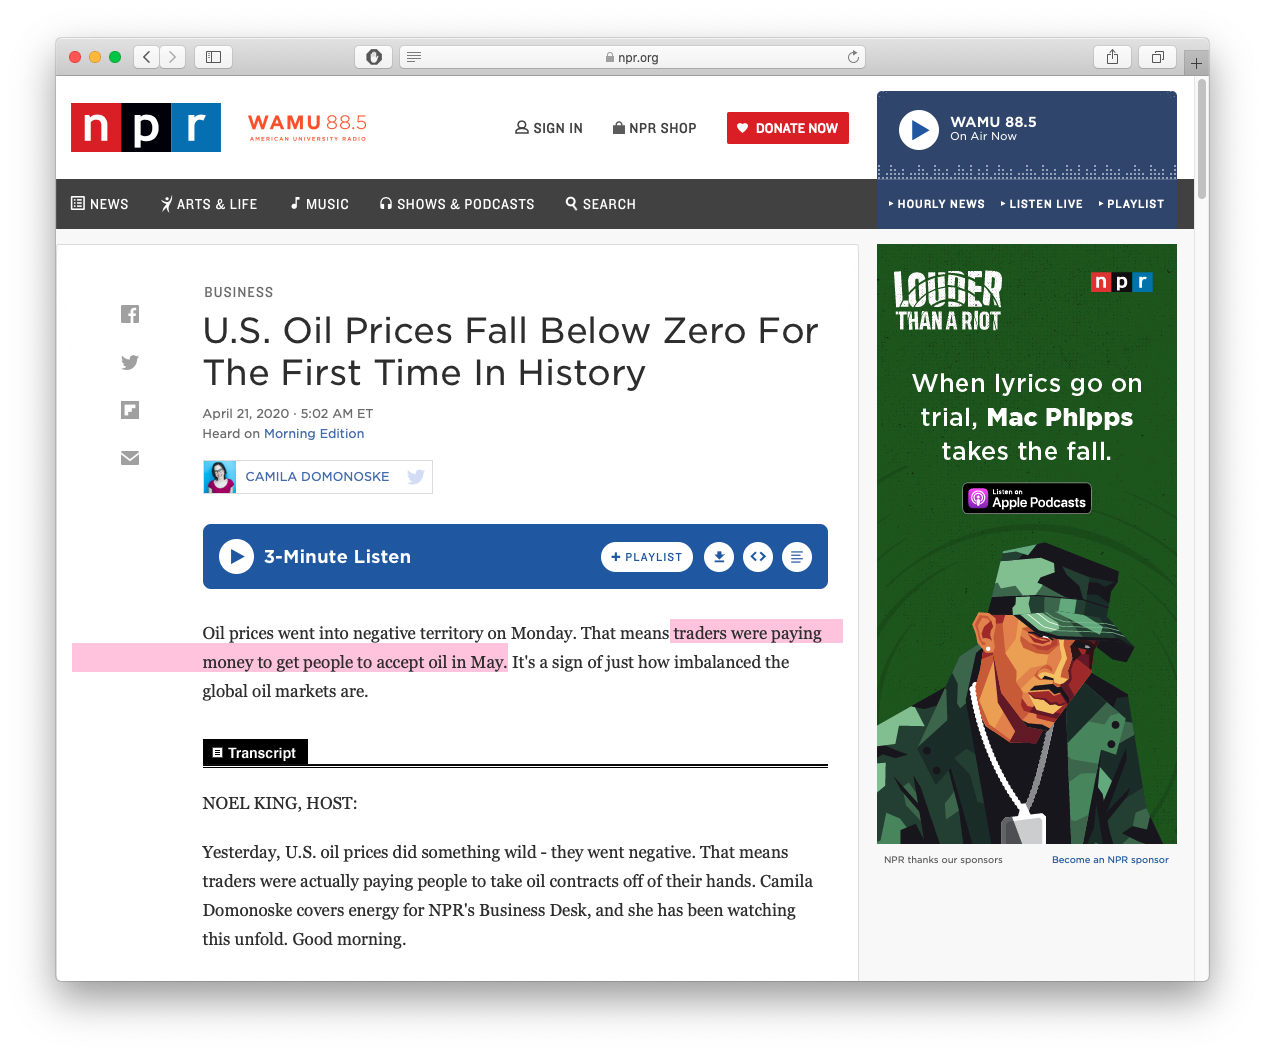 npr.org
npr
WAMU 88.5
AMERICAN UNIVERSITY RADIO
SIGN IN
NPR SHOP
DONATE NOW
WAMU 88.5
On Air Now
NEWS
ARTS & LIFE
MUSIC
SHOWS & PODCASTS
SEARCH
HOURLY NEWS
LISTEN LIVE
PLAYLIST
BUSINESS
U.S. Oil Prices Fall Below Zero For
The First Time In History
April 21, 2020 · 5:02 AM ET
Heard on Morning Edition
CAMILA DOMONOSKE
3-Minute Listen
+ PLAYLIST
Oil prices went into negative territory on Monday. That means traders were paying
money to get people to accept oil in May. It's a sign of just how imbalanced the
global oil markets are.
Transcript
NOEL KING, HOST:
Yesterday, U.S. oil prices did something wild - they went negative. That means
traders were actually paying people to take oil contracts off of their hands. Camila
Domonoske covers energy for NPR's Business Desk, and she has been watching
this unfold. Good morning.
LOUDER
THAN A RIOT
npr
When lyrics go on
trial, Mac Phipps
takes the fall.
Listen on
Apple Podcasts
NPR thanks our sponsors
Become an NPR sponsor